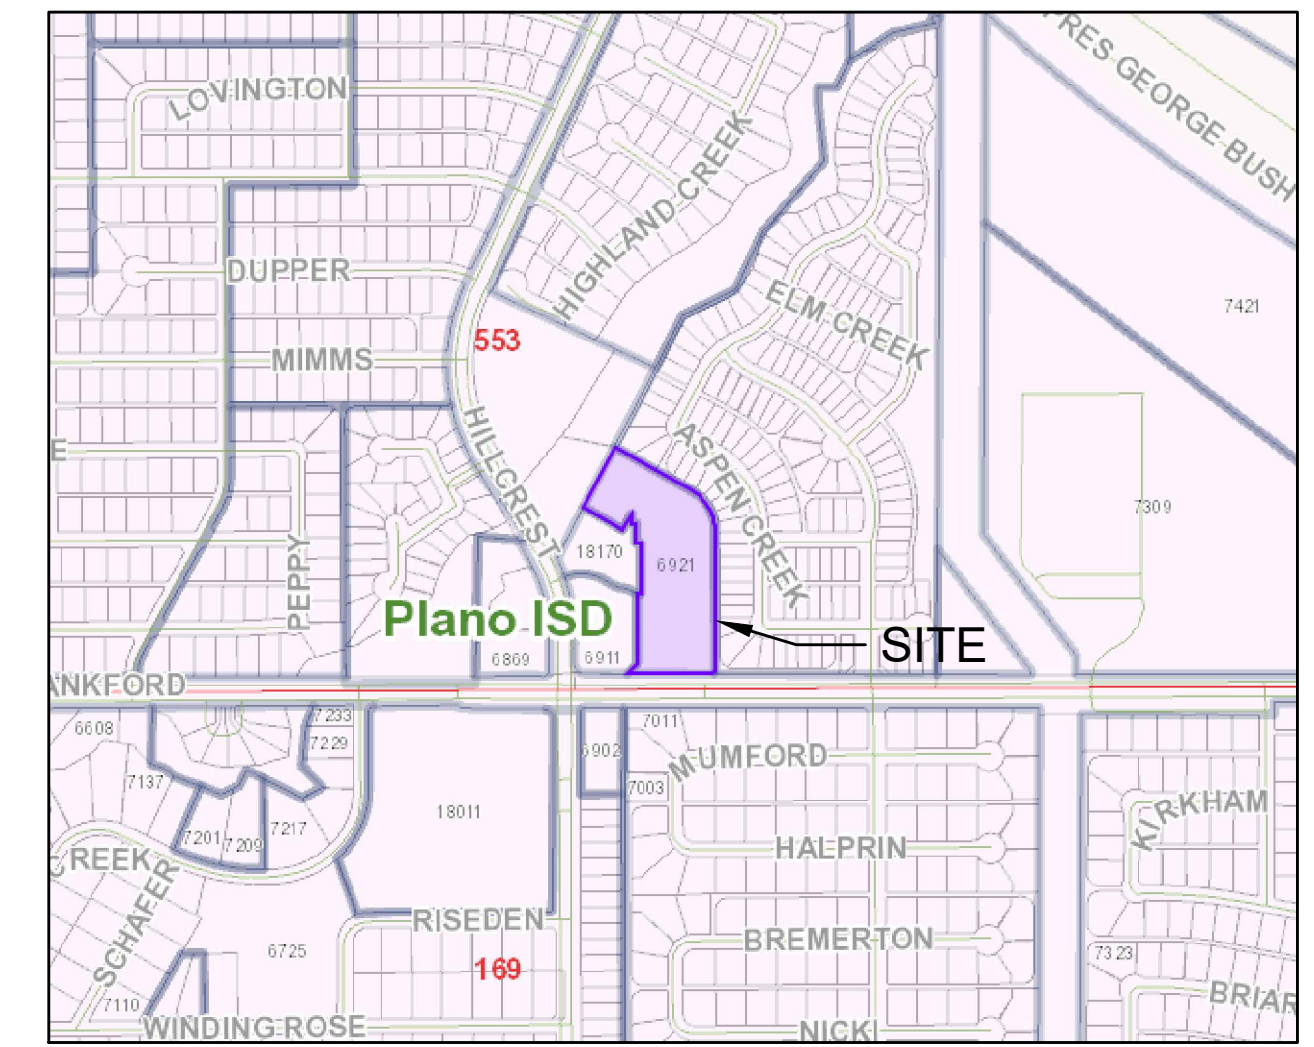 PRES GEORGE BUSH
LOVINGTON
HIGHLAND CREEK
DUPPER
ELM CREEK
7421
553
MIMMS
HILLCREST
ASPEN CREEK
E
7309
18170
6921
PEPPY
Plano ISD
SITE
6869
6911
ANKFORD
6608
7233
7229
7011
6902
MUMFORD
7137
7003
18011
KIRKHAM
7201
7209
7217
HALPRIN
CREEK
SCHAFER
RISEDEN
BREMERTON
6725
169
7323
7110
BRIAR
WINDING ROSE
NICKI